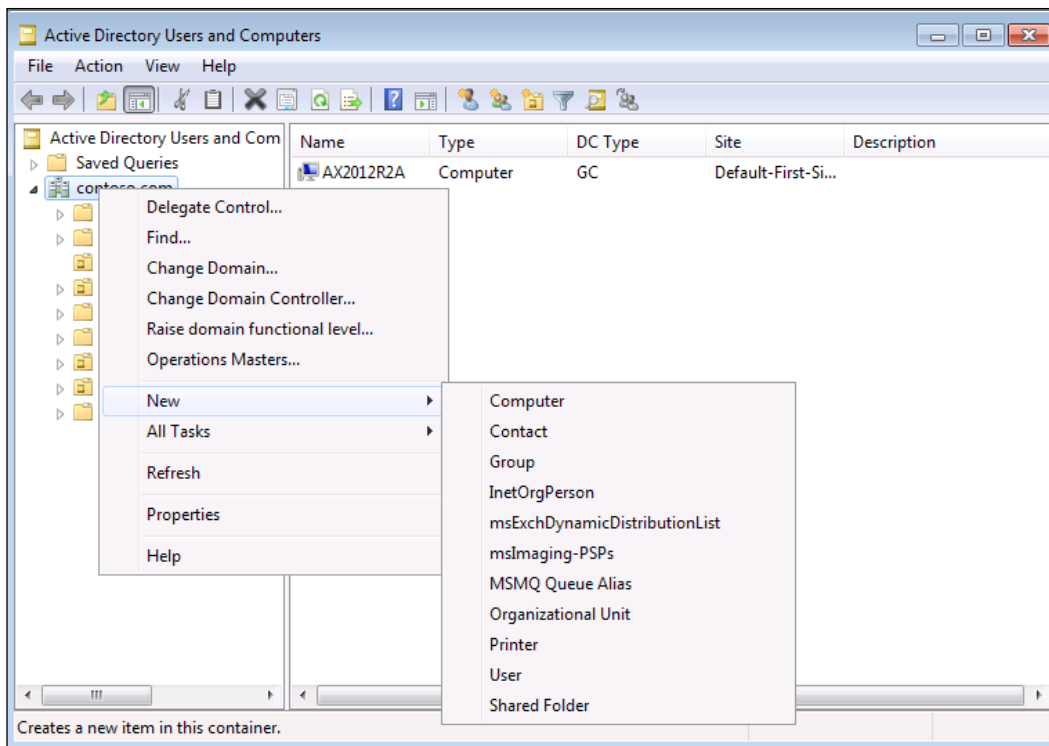 Active Directory Users and Computers
File Action View Help
Active Directory Users and Com
Saved Queries
contoso.com
Name Type DC Type Site Description
AX2012R2A Computer GC Default-First-Si...
Delegate Control...
Find...
Change Domain...
Change Domain Controller...
Raise domain functional level...
Operations Masters...
New
All Tasks
Refresh
Properties
Help
Computer
Contact
Group
InetOrgPerson
msExchDynamicDistributionList
msImaging-PSPs
MSMQ Queue Alias
Organizational Unit
Printer
User
Shared Folder
Creates a new item in this container.